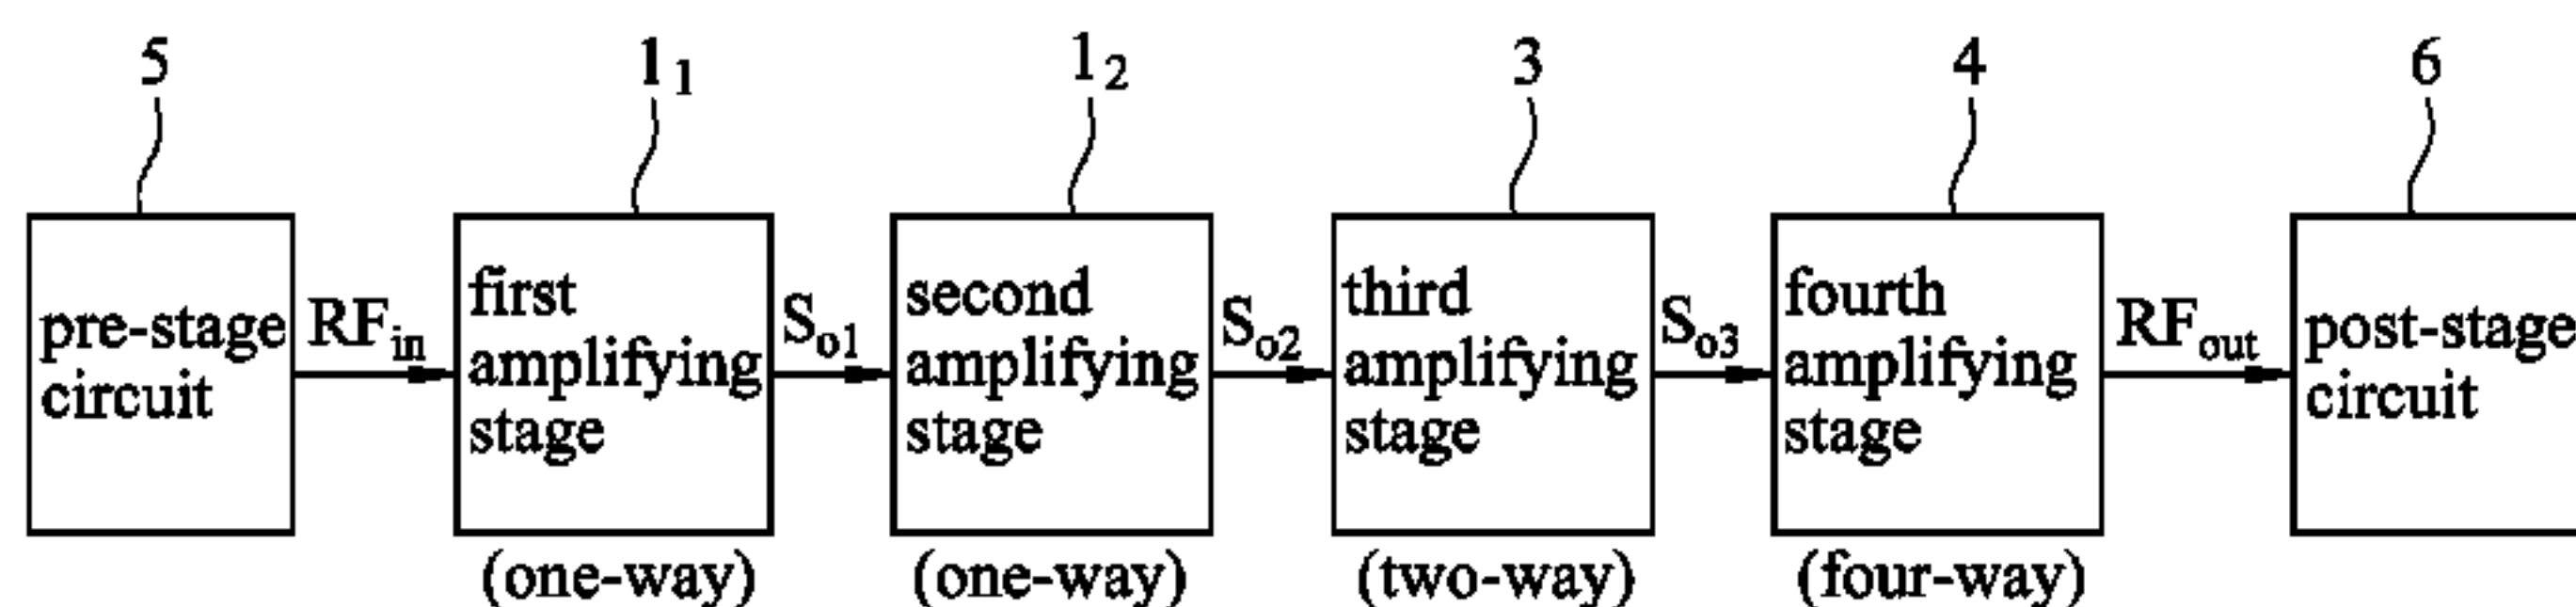 5
1₁
1₂
3
4
6
pre-stage
circuit
RFin
first
amplifying
stage
So1
second
amplifying
stage
So2
third
amplifying
stage
So3
fourth
amplifying
stage
RFout
post-stage
circuit
(one-way)
(one-way)
(two-way)
(four-way)